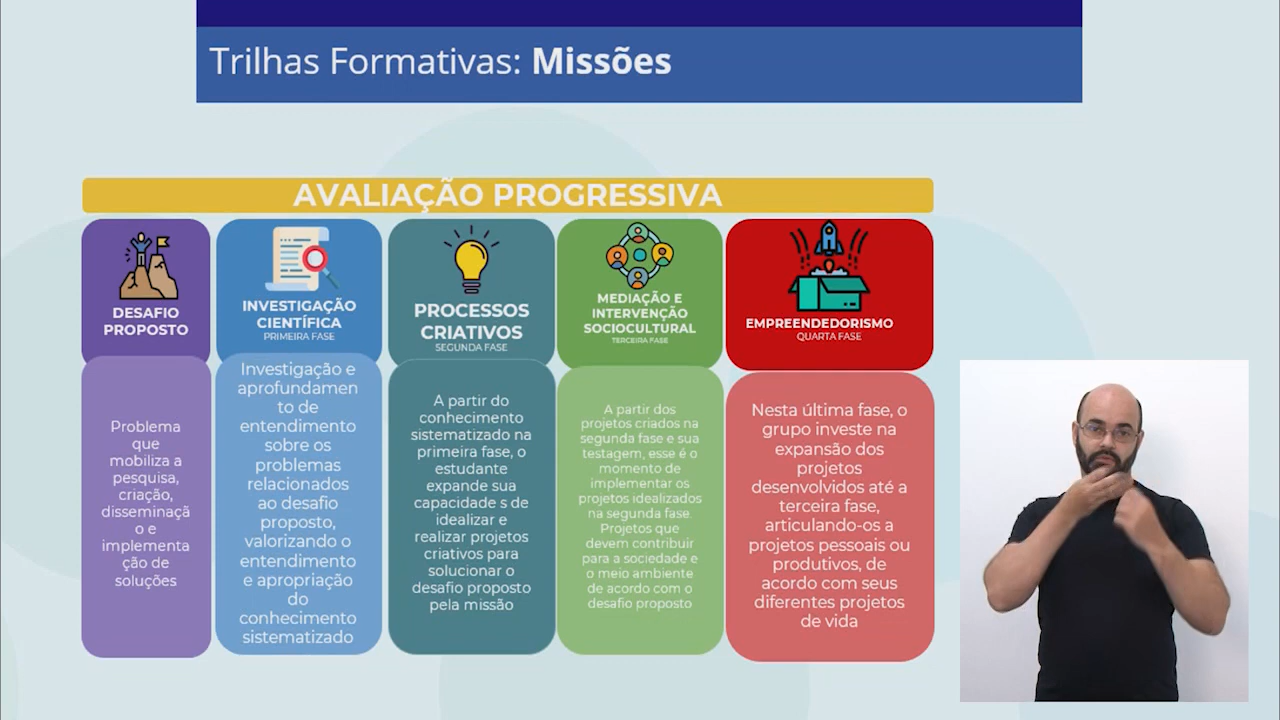 Trilhas Formativas: Missões
AVALIAÇÃO PROGRESSIVA
DESAFIO
PROPOSTO
Problema
que
mobiliza a
pesquisa,
criação,
disseminaçã
o e
implementa
ção de
soluções
INVESTIGAÇÃO
CIENTÍFICA
PRIMEIRA FASE
Investigação e
aprofundamen
to de
entendimento
sobre os
problemas
relacionados
ao desafio
proposto,
valorizando o
entendimento
e apropriação
do
conhecimento
sistematizado
PROCESSOS
CRIATIVOS
SEGUNDA FASE
A partir do
conhecimento
sistematizado na
primeira fase, o
estudante
expande sua
capacidade s de
idealizar e
realizar projetos
criativos para
solucionar o
desafio proposto
pela missão
MEDIAÇÃO E
INTERVENÇÃO
SOCIOCULTURAL
TERCEIRA FASE
A partir dos
projetos criados na
segunda fase e sua
testagem, esse é o
momento de
implementar os
projetos idealizados
na segunda fase.
Projetos que
devem contribuir
para a sociedade e
o meio ambiente
de acordo com o
desafio proposto
EMPREENDEDORISMO
QUARTA FASE
Nesta última fase, o
grupo investe na
expansão dos
projetos
desenvolvidos até a
terceira fase,
articulando-os a
projetos pessoais ou
produtivos, de
acordo com seus
diferentes projetos
de vida